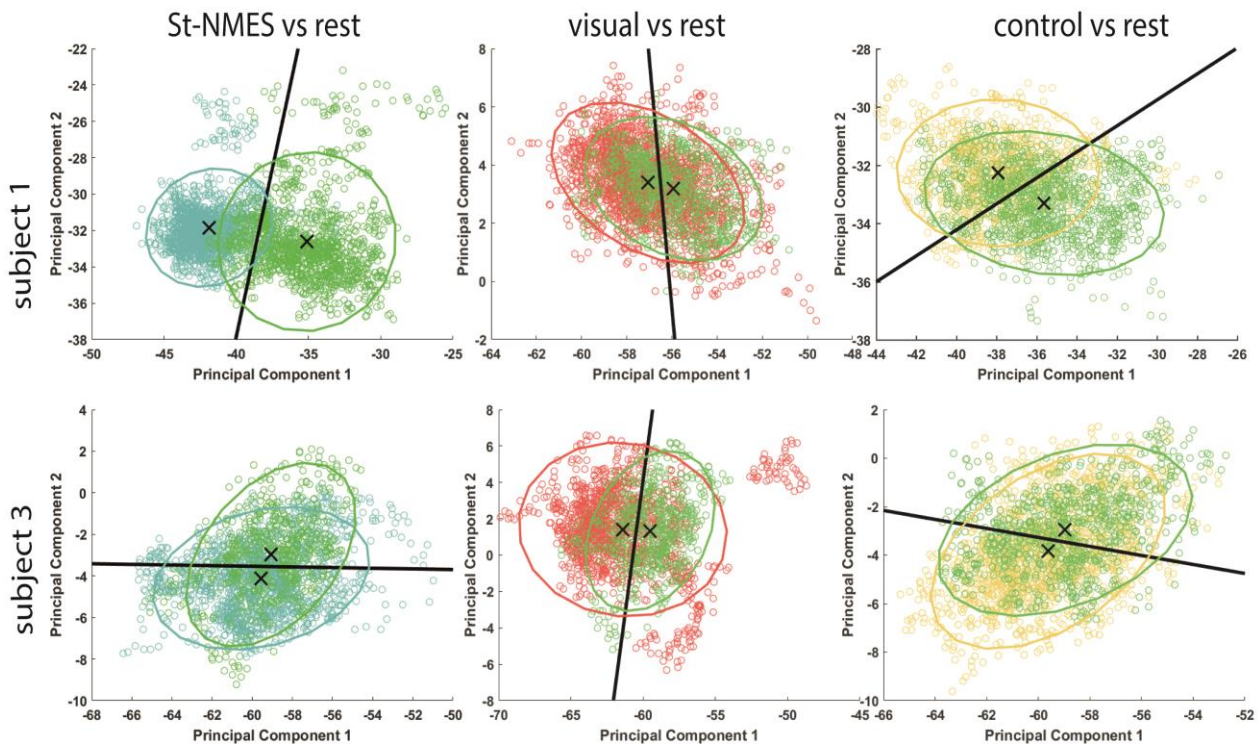 St-NMES vs rest visual vs rest control vs rest
subject 1
Principal Component 2
-22
-24
-26
-28
-30
-32
-34
-36
-38
-50 -45 -40 -35 -30 -25
Principal Component 1
Principal Component 2
8
6
4
2
0
-2
-64 -62 -60 -58 -56 -54 -52 -50 -48
Principal Component 1
Principal Component 2
-28
-30
-32
-34
-36
-38
-44 -42 -40 -38 -36 -34 -32 -30 -28 -26
Principal Component 1
subject 3
Principal Component 2
4
2
0
-2
-4
-6
-8
-10
-68 -66 -64 -62 -60 -58 -56 -54 -52 -50
Principal Component 1
Principal Component 2
8
6
4
2
0
-2
-4
-6
-8
-70 -65 -60 -55 -50 -45
Principal Component 1
Principal Component 2
2
0
-2
-4
-6
-8
-10
-66 -64 -62 -60 -58 -56 -54 -52
Principal Component 1